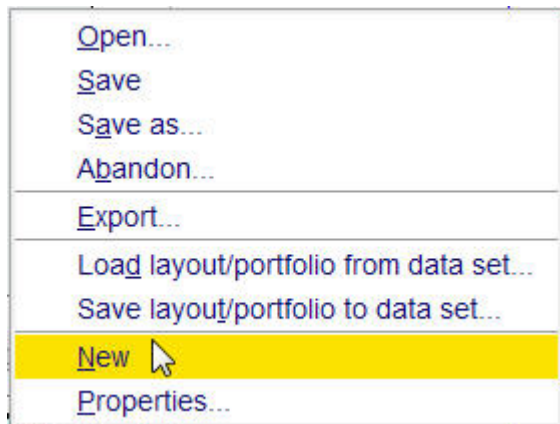 Open...
Save
Save as...
Abandon...
Export...
Load layout/portfolio from data set...
Save layout/portfolio to data set...
New
Properties...